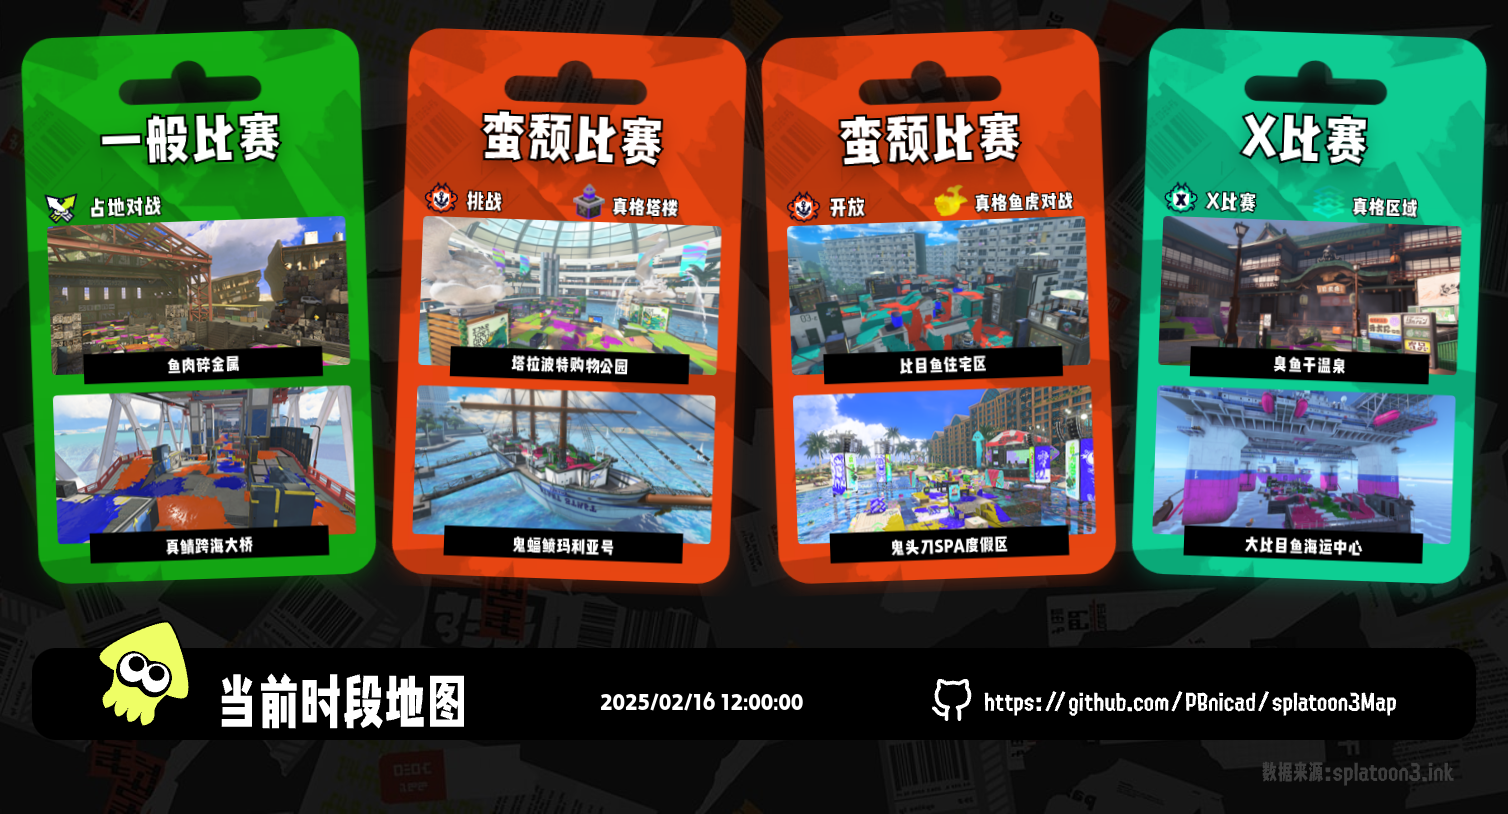 一般比赛
占地对战
鱼肉碎金属
真鲭跨海大桥
蛮颓比赛
挑战
真格塔楼
塔拉波特购物公园
鬼蝠鲼玛利亚号
蛮颓比赛
开放
真格鱼虎对战
比目鱼住宅区
鬼头刀SPA度假区
X比赛
X比赛
真格区域
臭鱼干温泉
大比目鱼海运中心
当前时段地图
2025/02/16 12:00:00
https://github.com/PBnicad/splatoon3Map
数据来源:splatoon3.ink